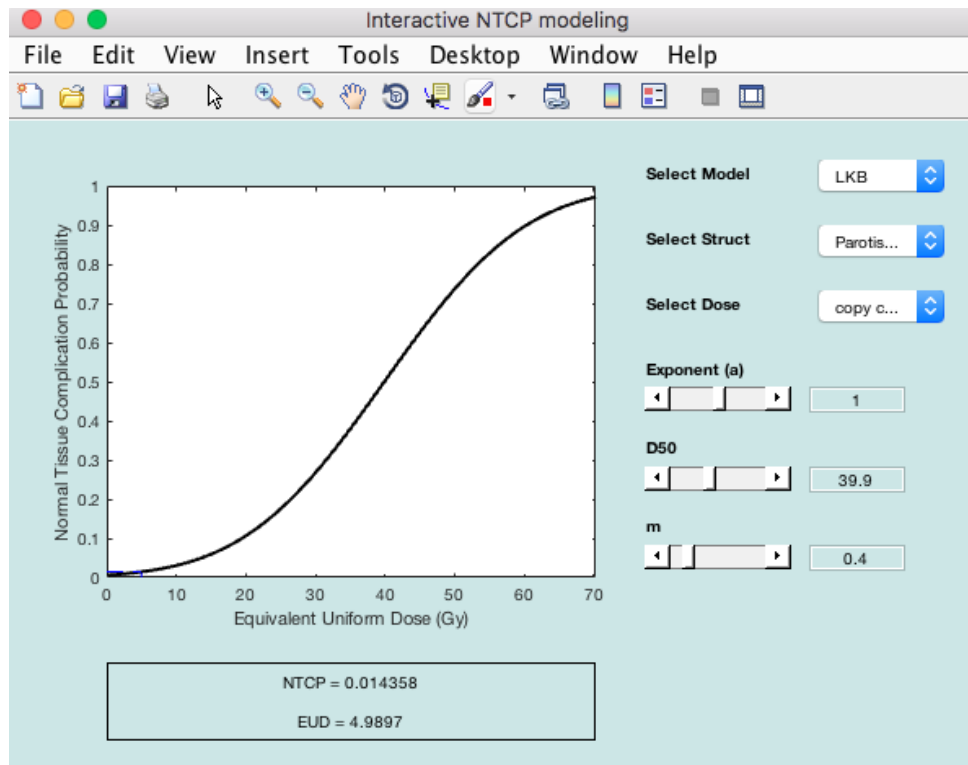 Interactive NTCP modeling
File Edit View Insert Tools Desktop Window Help
Select Model LKB
Select Struct Parotis...
Select Dose copy c...
Exponent (a)
1
D50
39.9
m
0.4
Normal Tissue Complication Probability
1
0.9
0.8
0.7
0.6
0.5
0.4
0.3
0.2
0.1
0
0 10 20 30 40 50 60 70
Equivalent Uniform Dose (Gy)
NTCP = 0.014358
EUD = 4.9897